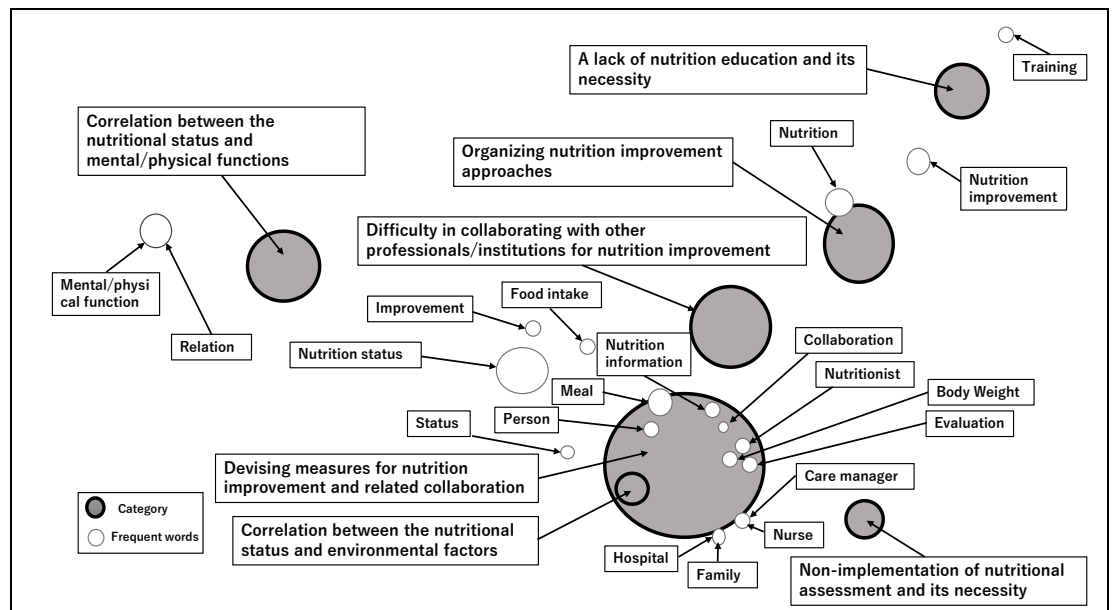 A lack of nutrition education and its
necessity
Training
Correlation between the
nutritional status and
mental/physical functions
Nutrition
Organizing nutrition improvement
approaches
Nutrition
improvement
Difficulty in collaborating with other
professionals/institutions for nutrition improvement
Mental/physi
cal function
Relation
Food intake
Improvement
Nutrition status
Nutrition
information
Collaboration
Nutritionist
Meal
Body Weight
Person
Status
Evaluation
Devising measures for nutrition
improvement and related collaboration
Care manager
Category
Frequent words
Correlation between the nutritional
status and environmental factors
Nurse
Hospital
Family
Non-implementation of nutritional
assessment and its necessity